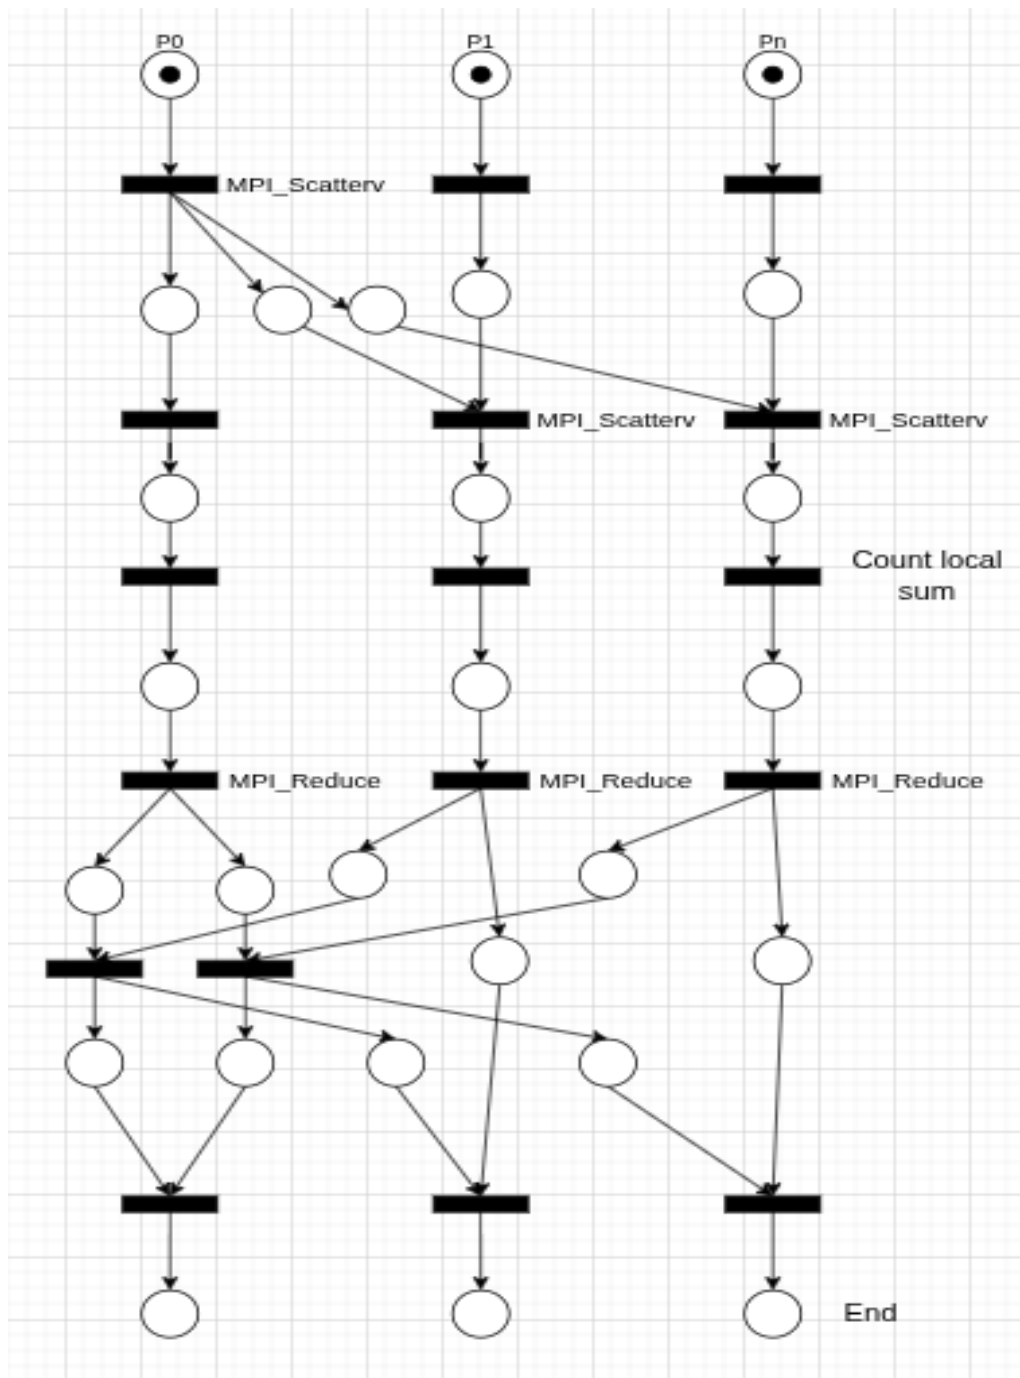 P0
P1
Pn
MPI_Scatterv
MPI_Scatterv
MPI_Scatterv
Count local
sum
MPI_Reduce
MPI_Reduce
MPI_Reduce
End